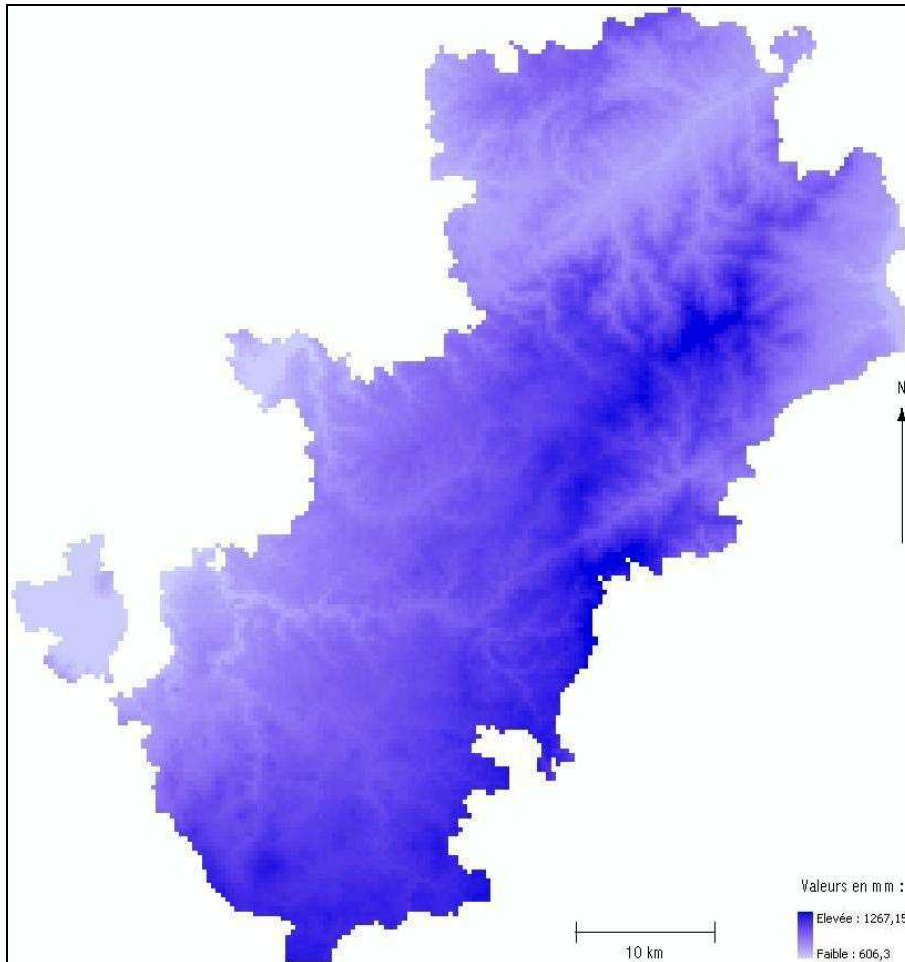 N
Valeurs en mm :
Elevée : 1267,15
Faible : 606,3
10 km